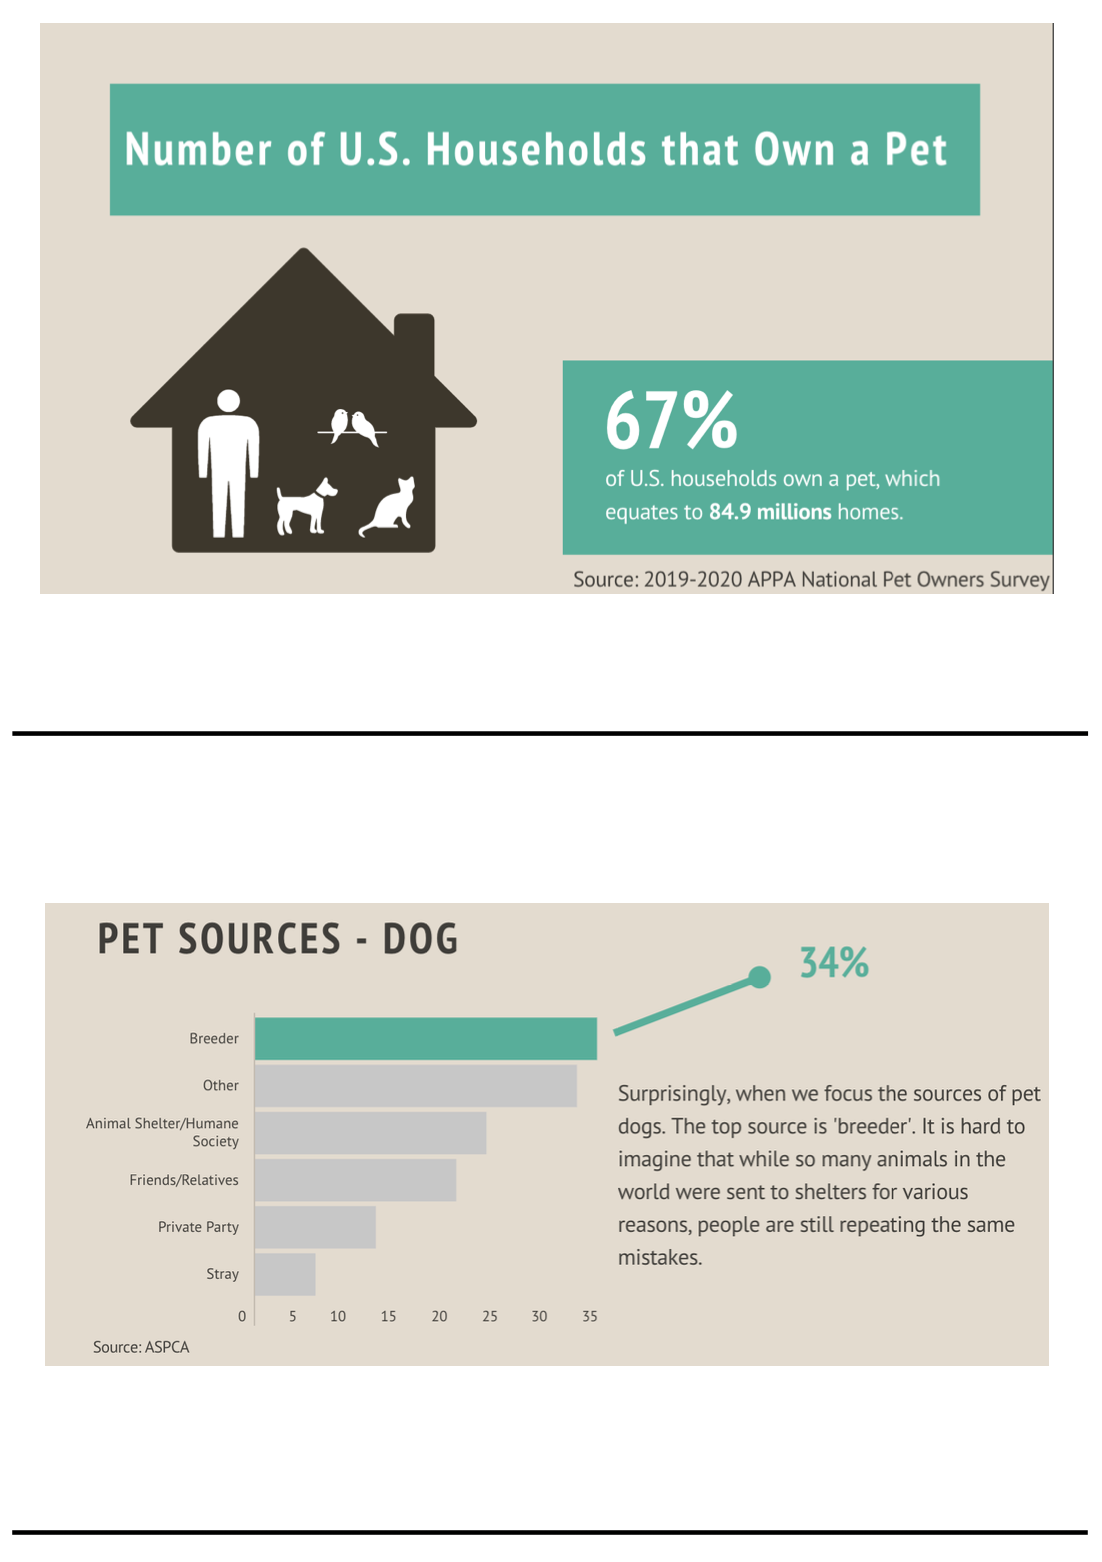 Number of U.S. Households that Own a Pet
67%
of U.S. households own a pet, which
equates to 84.9 millions homes.
Source: 2019-2020 APPA National Pet Owners Survey
PET SOURCES - DOG
34%
Breeder
Other
Animal Shelter/Humane
Society
Friends/Relatives
Private Party
Stray
0 5 10 15 20 25 30 35
Source: ASPCA
Surprisingly, when we focus the sources of pet
dogs. The top source is 'breeder'. It is hard to
imagine that while so many animals in the
world were sent to shelters for various
reasons, people are still repeating the same
mistakes.